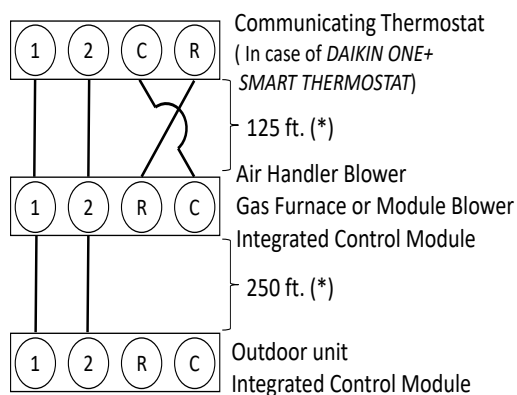 1 2 C R
Communicating Thermostat
( In case of DAIKIN ONE+
SMART THERMOSTAT)
125 ft. (*)
1 2 R C
Air Handler Blower
Gas Furnace or Module Blower
Integrated Control Module
250 ft. (*)
1 2 R C
Outdoor unit
Integrated Control Module